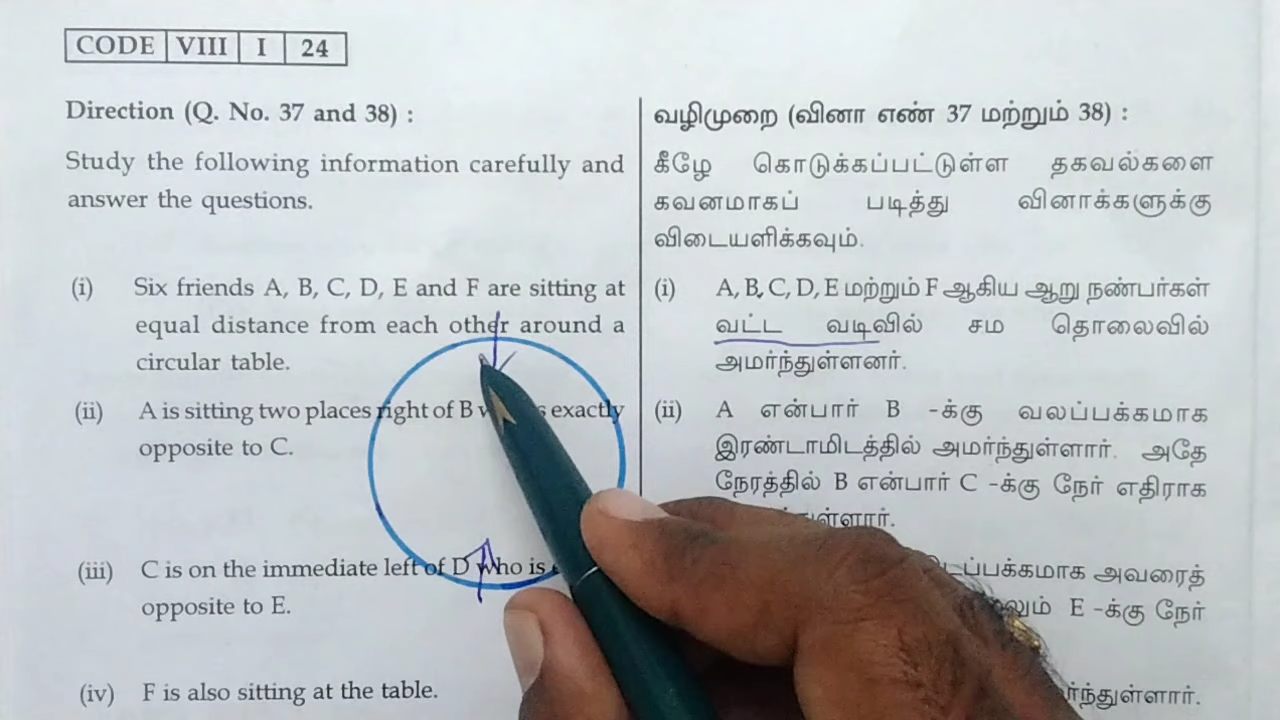 CODE VIII I 24
Direction (Q. No. 37 and 38) :
Study the following information carefully and
answer the questions.
(i) Six friends A, B, C, D, E and F are sitting at
equal distance from each other around a
circular table.
(ii) A is sitting two places right of B exactly
opposite to C.
(iii) C is on the immediate left of D who is
opposite to E.
(iv) F is also sitting at the table.
வழிமுறை (வினா எண் 37 மற்றும் 38) :
கீழே கொடுக்கப்பட்டுள்ள தகவல்களை
கவனமாகப் படித்து வினாக்களுக்கு
விடையளிக்கவும்.
(i) A, B, C, D, E மற்றும் F ஆகிய ஆறு நண்பர்கள்
வட்ட வடிவில் சம தொலைவில்
அமர்ந்துள்ளனர்.
(ii) A என்பார் B -க்கு வலப்பக்கமாக
இரண்டாமிடத்தில் அமர்ந்துள்ளார். அதே
நேரத்தில் B என்பார் C -க்கு நேர் எதிராக
அவரைத்
E -க்கு நேர்